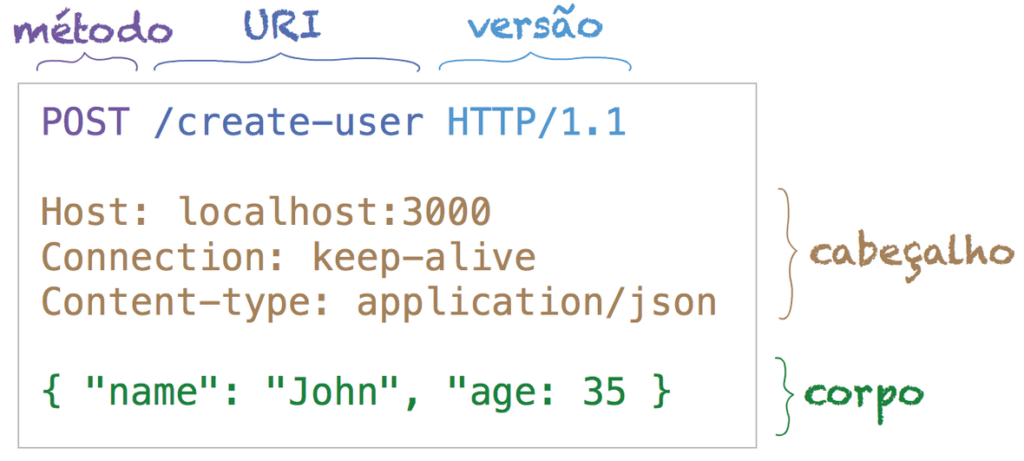 método URI versão
POST /create-user HTTP/1.1
Host: localhost:3000
Connection: keep-alive
Content-type: application/json
cabeçalho
{ "name": "John", "age: 35 }
corpo